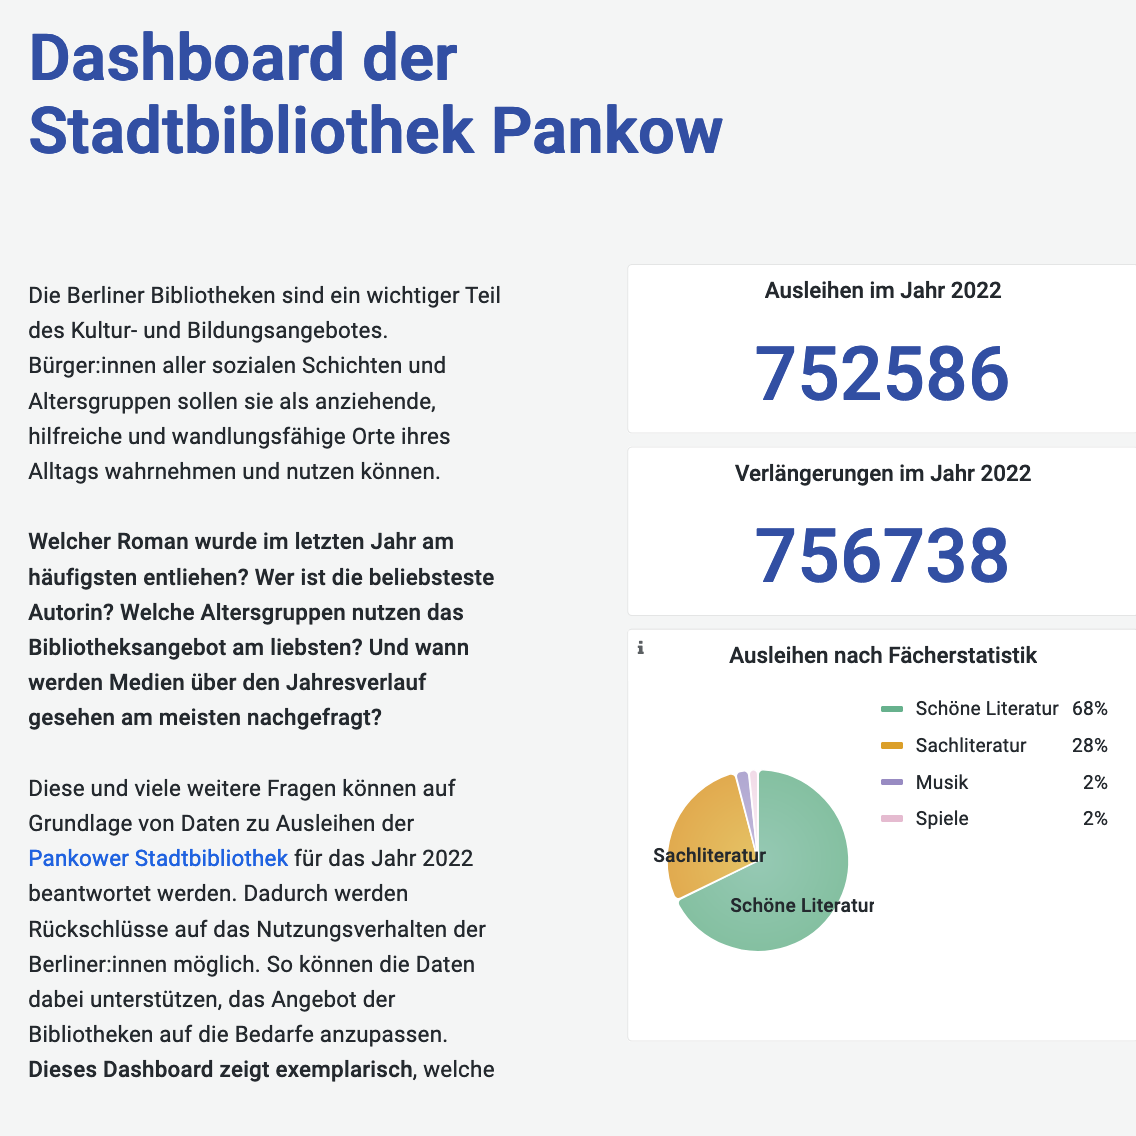 Dashboard der
Stadtbibliothek Pankow
Die Berliner Bibliotheken sind ein wichtiger Teil
des Kultur- und Bildungsangebotes.
Bürger:innen aller sozialen Schichten und
Altersgruppen sollen sie als anziehende,
hilfreiche und wandlungsfähige Orte ihres
Alltags wahrnehmen und nutzen können.
Welcher Roman wurde im letzten Jahr am
häufigsten entliehen? Wer ist die beliebsteste
Autorin? Welche Altersgruppen nutzen das
Bibliotheksangebot am liebsten? Und wann
werden Medien über den Jahresverlauf
gesehen am meisten nachgefragt?
Diese und viele weitere Fragen können auf
Grundlage von Daten zu Ausleihen der
Pankower Stadtbibliothek für das Jahr 2022
beantwortet werden. Dadurch werden
Rückschlüsse auf das Nutzungsverhalten der
Berliner:innen möglich. So können die Daten
dabei unterstützen, das Angebot der
Bibliotheken auf die Bedarfe anzupassen.
Dieses Dashboard zeigt exemplarisch, welche
Ausleihen im Jahr 2022
752586
Verlängerungen im Jahr 2022
756738
i
Ausleihen nach Fächerstatistik
Schöne Literatur 68%
Sachliteratur 28%
Musik 2%
Spiele 2%
Sachliteratur
Schöne Literatur